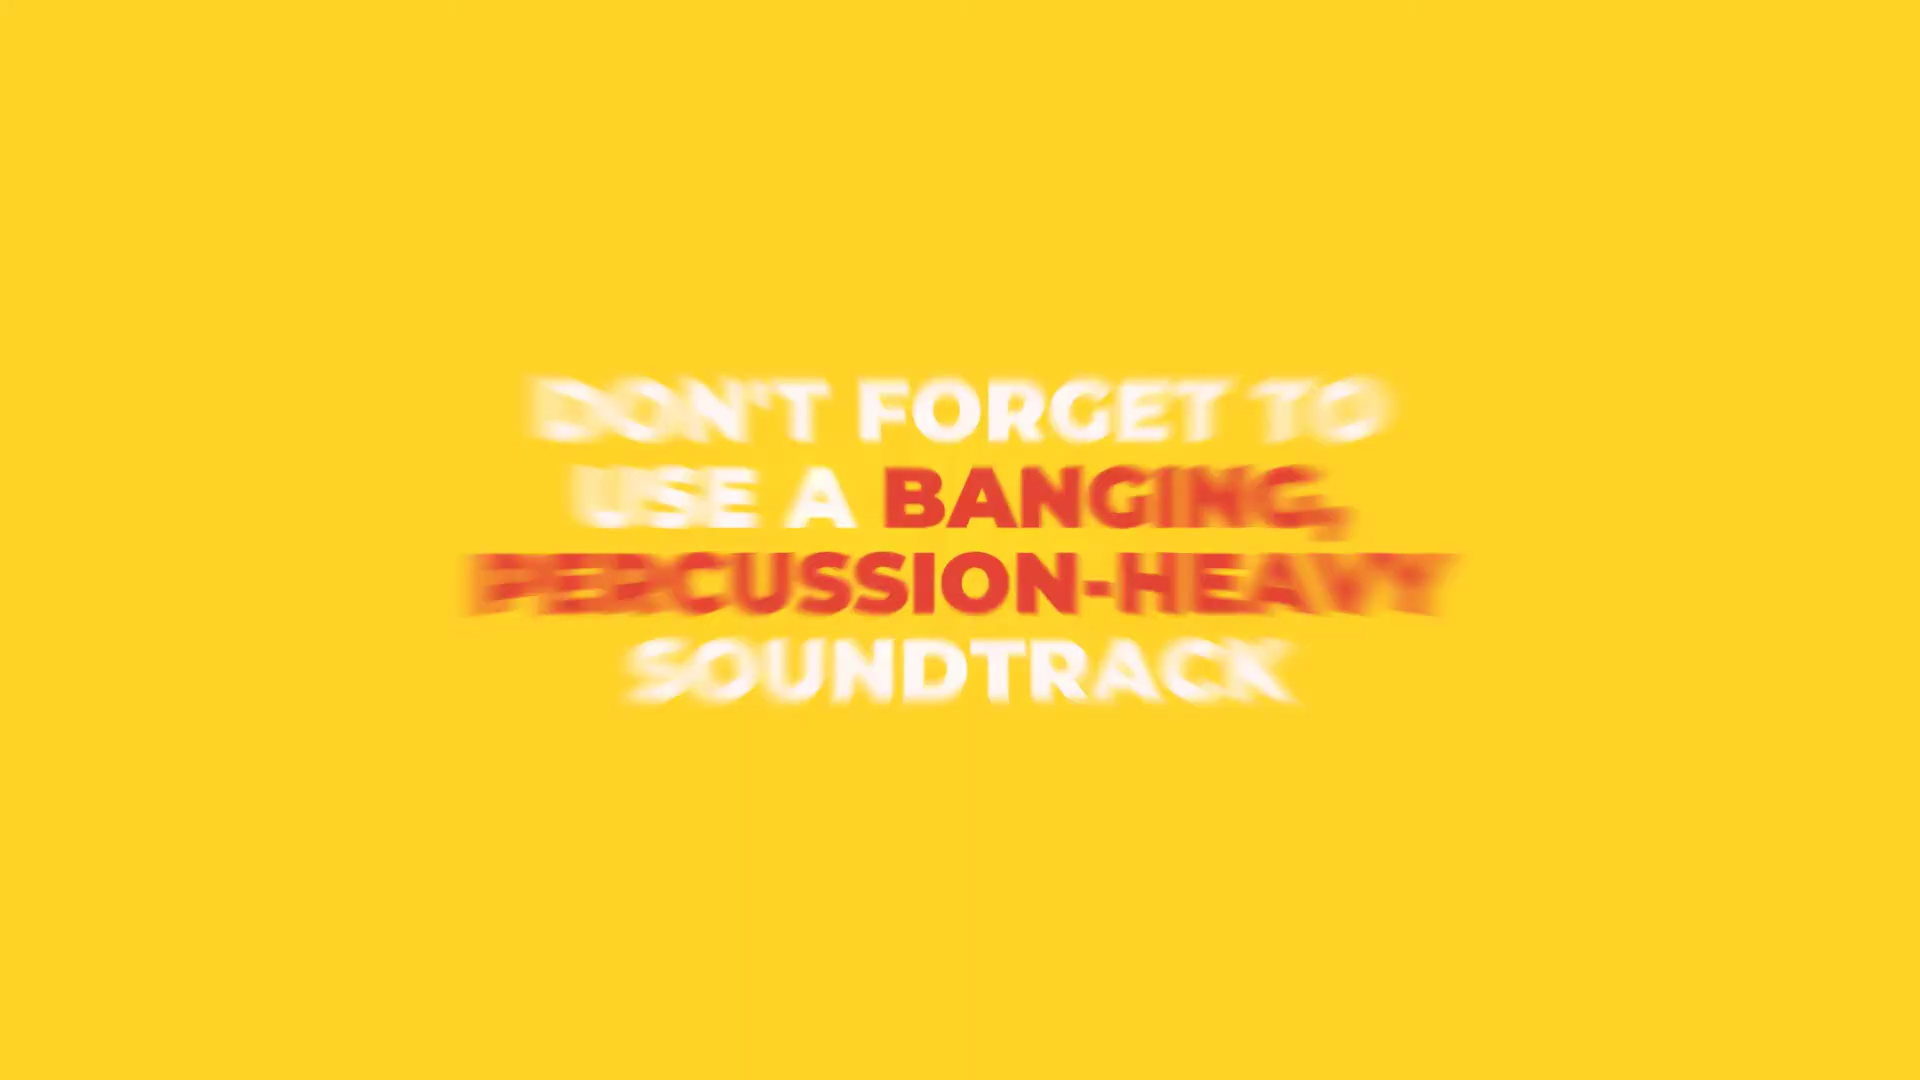 DON'T FORGET TO
USE A BANGING,
PERCUSSION-HEAVY
SOUNDTRACK